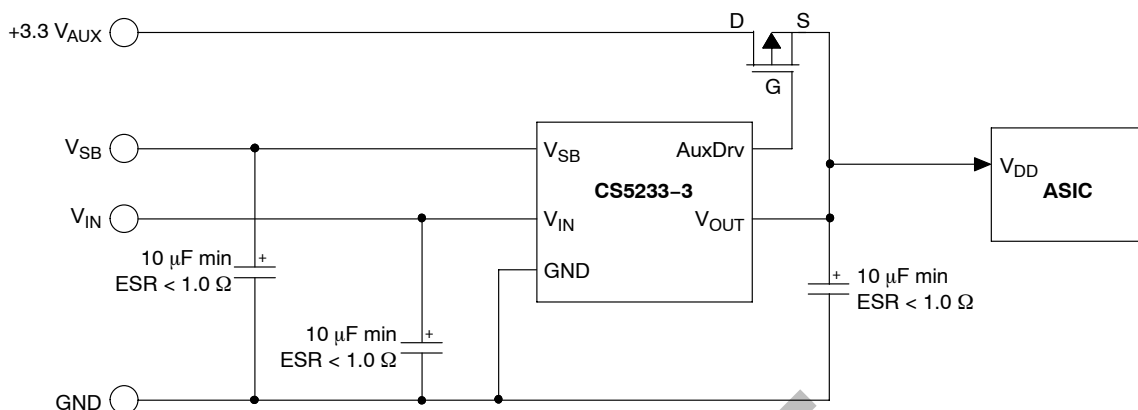 D S
+3.3 VAUX
G
VSB
VSB AuxDrv
CS5233−3
VDD
ASIC
VIN
VIN VOUT
10 μF min +
ESR < 1.0 Ω
GND
+ 10 μF min
ESR < 1.0 Ω
10 μF min +
ESR < 1.0 Ω
GND